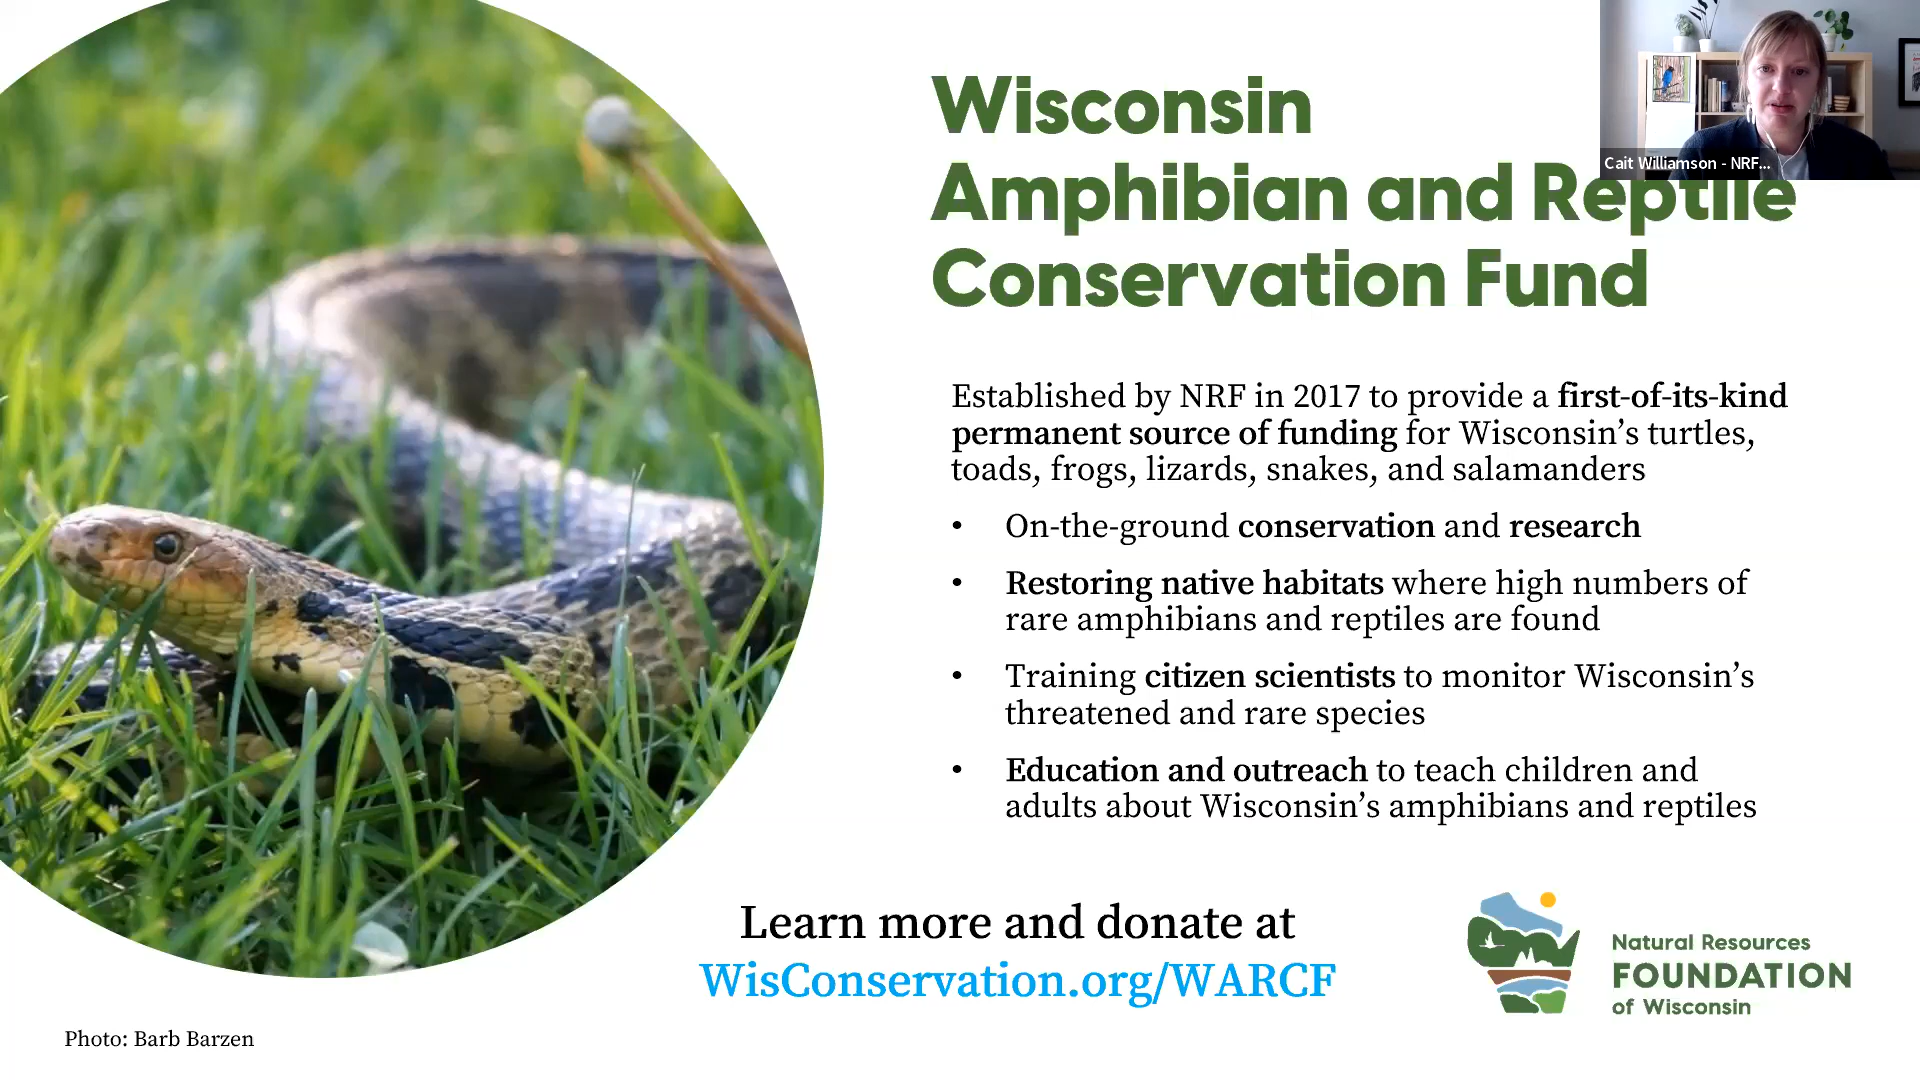 Wisconsin
Amphibian and Reptile
Conservation Fund
Cait Williamson - NRF...
Established by NRF in 2017 to provide a first-of-its-kind
permanent source of funding for Wisconsin’s turtles,
toads, frogs, lizards, snakes, and salamanders
• On-the-ground conservation and research
• Restoring native habitats where high numbers of
rare amphibians and reptiles are found
• Training citizen scientists to monitor Wisconsin’s
threatened and rare species
• Education and outreach to teach children and
adults about Wisconsin’s amphibians and reptiles
Learn more and donate at
WisConservation.org/WARCF
Natural Resources
FOUNDATION
of Wisconsin
Photo: Barb Barzen